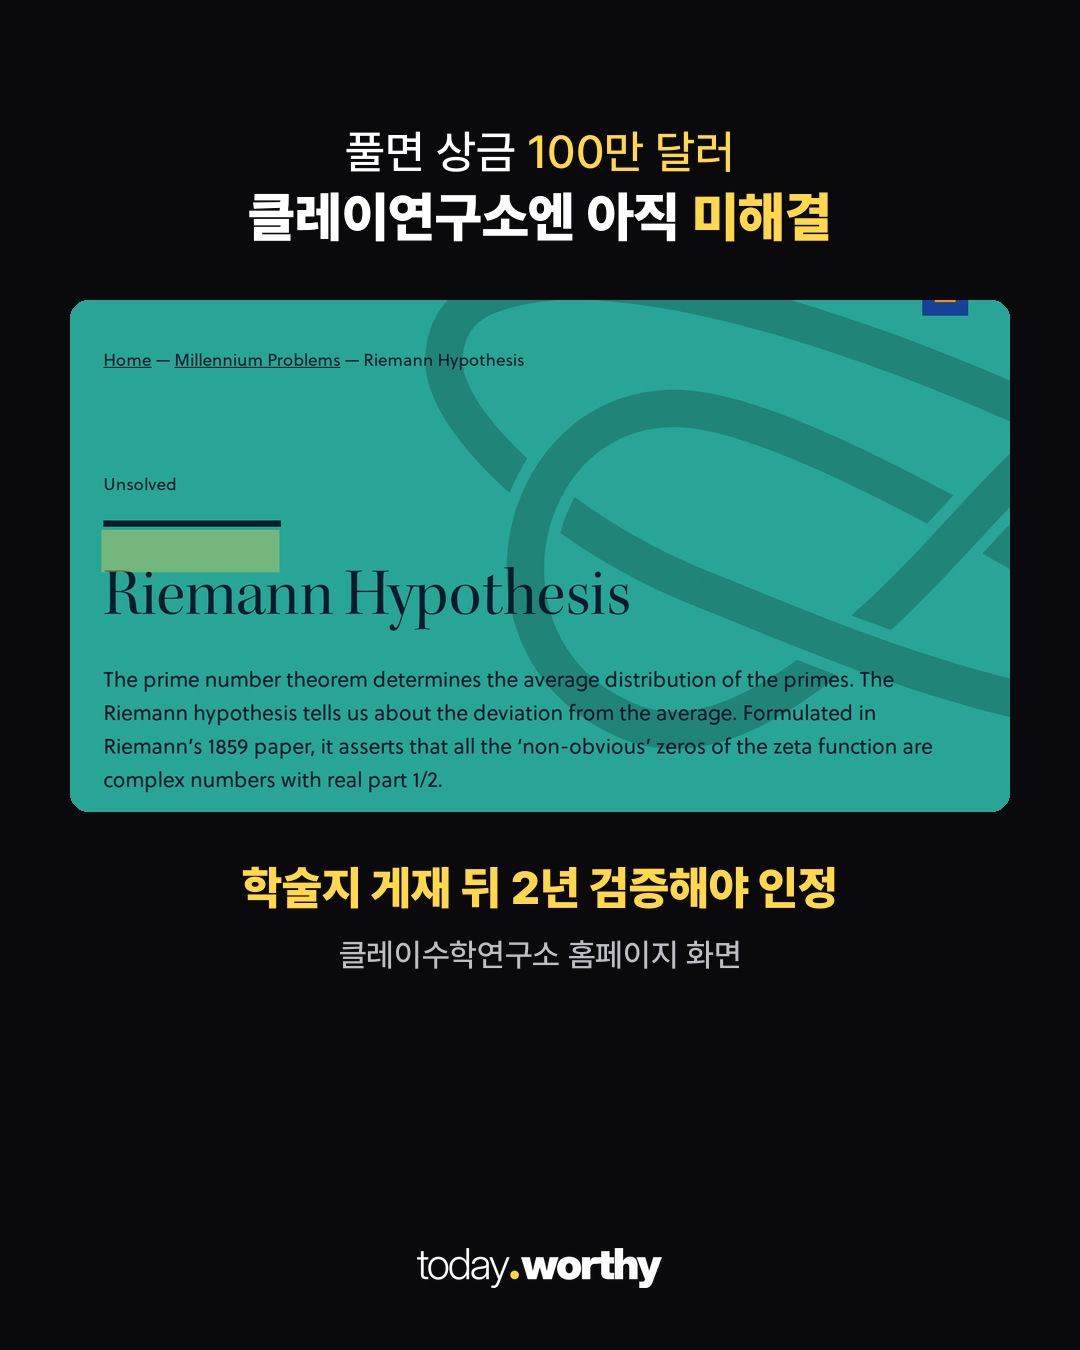 풀면 상금 100만 달러
클레이연구소엔 아직 미해결
Home — Millennium Problems — Riemann Hypothesis
Unsolved
Riemann Hypothesis
The prime number theorem determines the average distribution of the primes. The
Riemann hypothesis tells us about the deviation from the average. Formulated in
Riemann’s 1859 paper, it asserts that all the ‘non-obvious’ zeros of the zeta function are
complex numbers with real part 1/2.
학술지 게재 뒤 2년 검증해야 인정
클레이수학연구소 홈페이지 화면
today.worthy